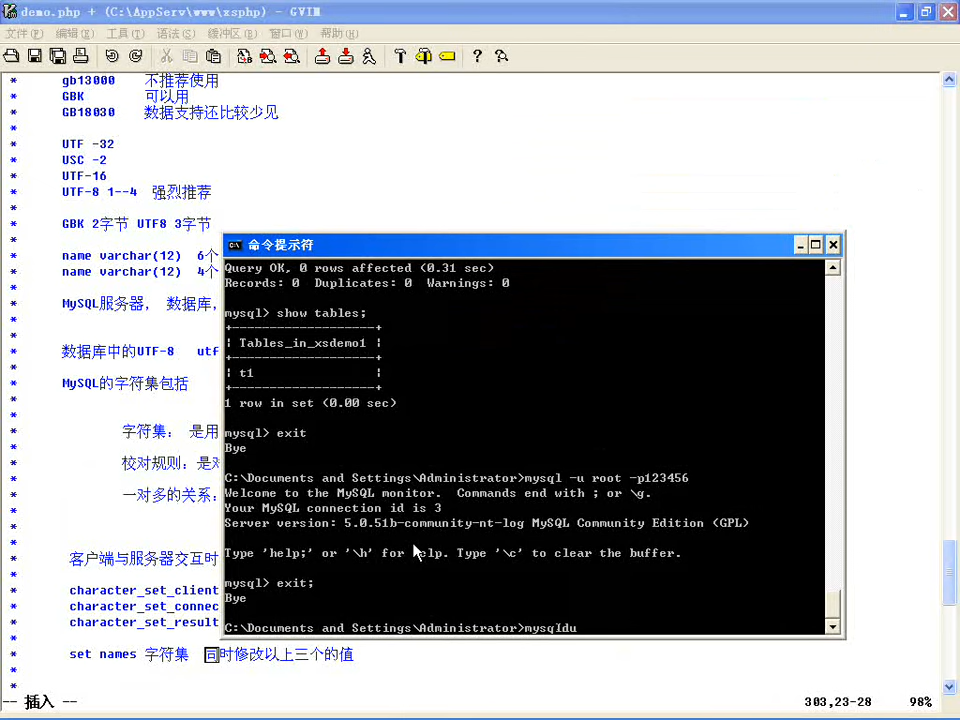 demo.php + (C:\AppServ\www\xsphp) - GVIM
文件(F) 编辑(E) 工具(T) 语法(S) 缓冲区(B) 窗口(W) 帮助(H)
* gb13000 不推荐使用
* GBK 可以用
* GB18030 数据支持还比较少见
*
* UTF -32
* USC -2
* UTF-16
* UTF-8 1--4 强烈推荐
*
* GBK 2字节 UTF8 3字节
*
* name varchar(12) 6个
* name varchar(12) 4个
*
* MySQL服务器, 数据库,
*
*
* 数据库中的UTF-8 utf
*
* MySQL的字符集包括
*
*
* 字符集: 是用
*
* 校对规则:是对
*
* 一对多的关系:
*
*
*
* 客户端与服务器交互时
*
* character_set_client
* character_set_connec
* character_set_result
*
* set names 字符集 同时修改以上三个的值
*
*
-- 插入 -- 303,23-28 98%
命令提示符
Query OK, 0 rows affected (0.31 sec)
Records: 0 Duplicates: 0 Warnings: 0
mysql> show tables;
+-------------------+
| Tables_in_xsdemo1 |
+-------------------+
| t1 |
+-------------------+
1 row in set (0.00 sec)
mysql> exit
Bye
C:\Documents and Settings\Administrator>mysql -u root -p123456
Welcome to the MySQL monitor. Commands end with ; or \g.
Your MySQL connection id is 3
Server version: 5.0.51b-community-nt-log MySQL Community Edition (GPL)
Type 'help;' or '\h' for help. Type '\c' to clear the buffer.
mysql> exit;
Bye
C:\Documents and Settings\Administrator>mysqldu